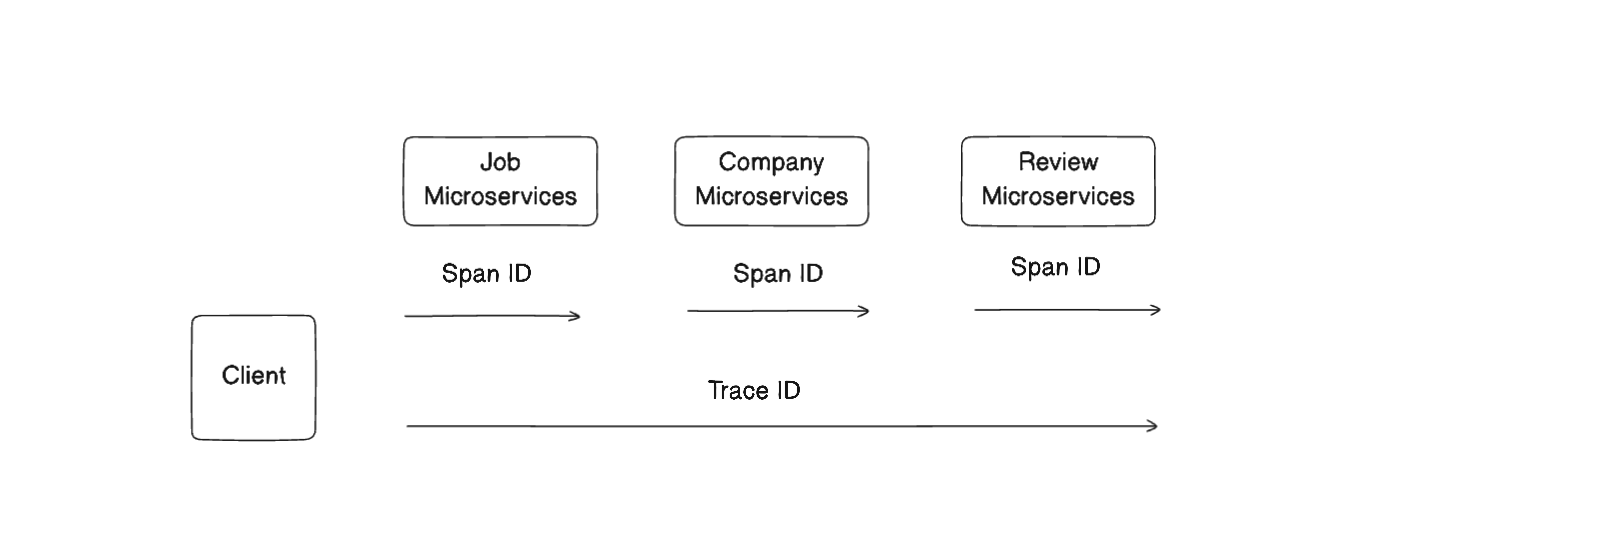 Job
Microservices
Company
Microservices
Review
Microservices
Span ID
Span ID
Span ID
Client
Trace ID